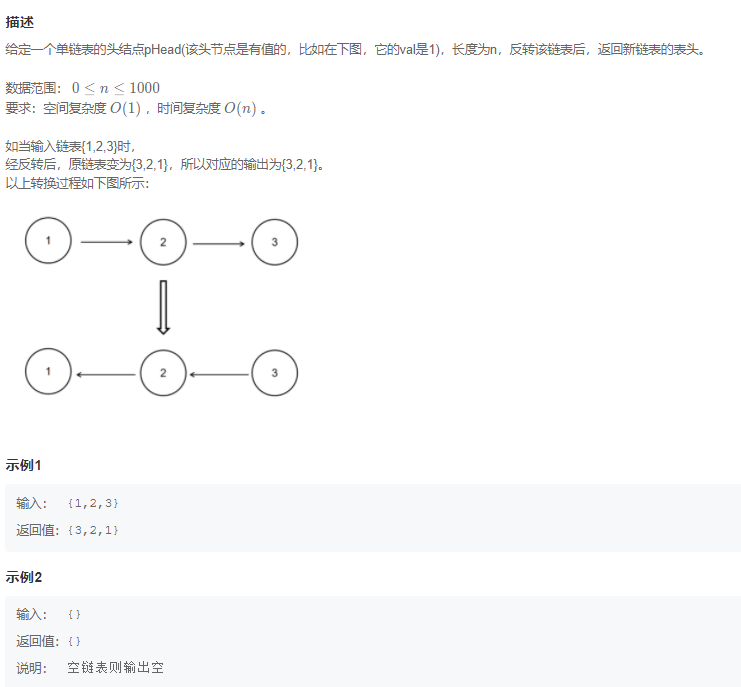 描述
给定一个单链表的头结点pHead(该头节点是有值的，比如在下图，它的val是1)，长度为n，反转该链表后，返回新链表的表头。
数据范围： 0 ≤ n ≤ 1000
要求：空间复杂度 O(1) ，时间复杂度 O(n) 。
如当输入链表{1,2,3}时，
经反转后，原链表变为{3,2,1}，所以对应的输出为{3,2,1}。
以上转换过程如下图所示：
1 2 3
1 2 3
示例1
输入： {1,2,3}
返回值：{3,2,1}
示例2
输入： {}
返回值：{}
说明： 空链表则输出空